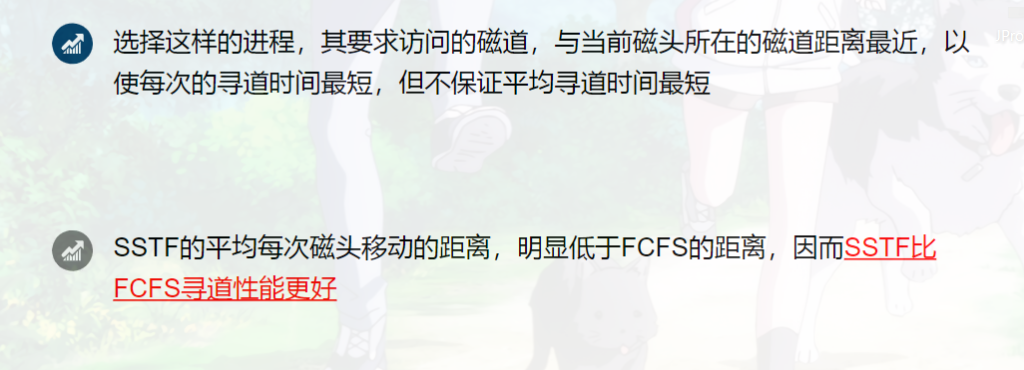 选择这样的进程，其要求访问的磁道，与当前磁头所在的磁道距离最近，以
使每次的寻道时间最短，但不保证平均寻道时间最短
SSTF的平均每次磁头移动的距离，明显低于FCFS的距离，因而SSTF比
FCFS寻道性能更好